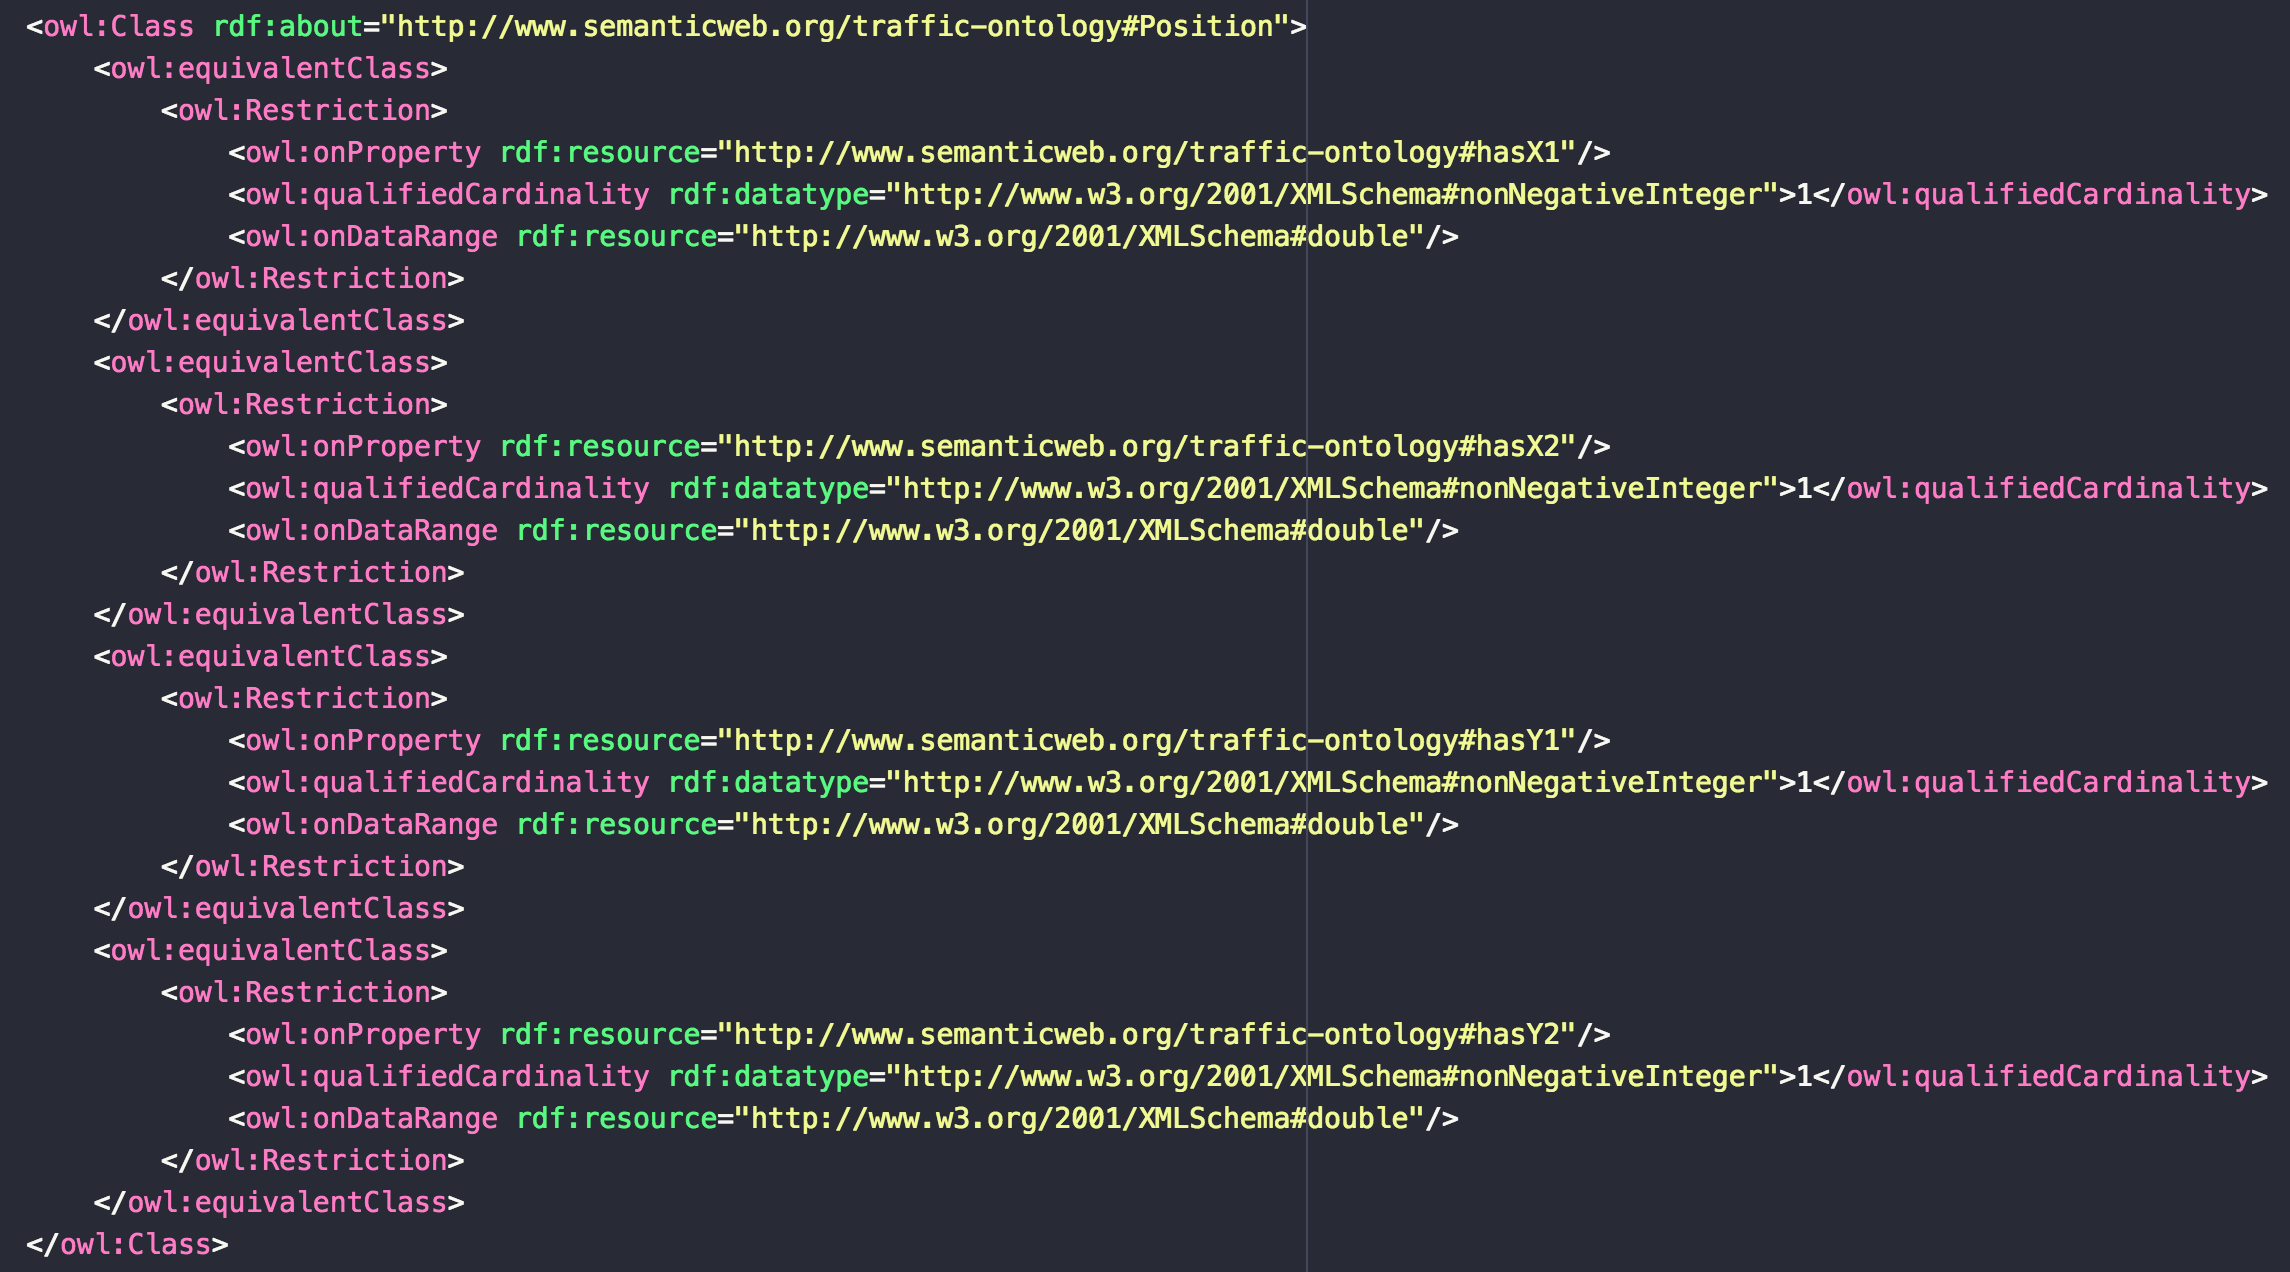 <owl:Class rdf:about="http://www.semanticweb.org/traffic-ontology#Position">
    <owl:equivalentClass>
        <owl:Restriction>
            <owl:onProperty rdf:resource="http://www.semanticweb.org/traffic-ontology#hasX1"/>
            <owl:qualifiedCardinality rdf:datatype="http://www.w3.org/2001/XMLSchema#nonNegativeInteger">1</owl:qualifiedCardinality>
            <owl:onDataRange rdf:resource="http://www.w3.org/2001/XMLSchema#double"/>
        </owl:Restriction>
    </owl:equivalentClass>
    <owl:equivalentClass>
        <owl:Restriction>
            <owl:onProperty rdf:resource="http://www.semanticweb.org/traffic-ontology#hasX2"/>
            <owl:qualifiedCardinality rdf:datatype="http://www.w3.org/2001/XMLSchema#nonNegativeInteger">1</owl:qualifiedCardinality>
            <owl:onDataRange rdf:resource="http://www.w3.org/2001/XMLSchema#double"/>
        </owl:Restriction>
    </owl:equivalentClass>
    <owl:equivalentClass>
        <owl:Restriction>
            <owl:onProperty rdf:resource="http://www.semanticweb.org/traffic-ontology#hasY1"/>
            <owl:qualifiedCardinality rdf:datatype="http://www.w3.org/2001/XMLSchema#nonNegativeInteger">1</owl:qualifiedCardinality>
            <owl:onDataRange rdf:resource="http://www.w3.org/2001/XMLSchema#double"/>
        </owl:Restriction>
    </owl:equivalentClass>
    <owl:equivalentClass>
        <owl:Restriction>
            <owl:onProperty rdf:resource="http://www.semanticweb.org/traffic-ontology#hasY2"/>
            <owl:qualifiedCardinality rdf:datatype="http://www.w3.org/2001/XMLSchema#nonNegativeInteger">1</owl:qualifiedCardinality>
            <owl:onDataRange rdf:resource="http://www.w3.org/2001/XMLSchema#double"/>
        </owl:Restriction>
    </owl:equivalentClass>
</owl:Class>